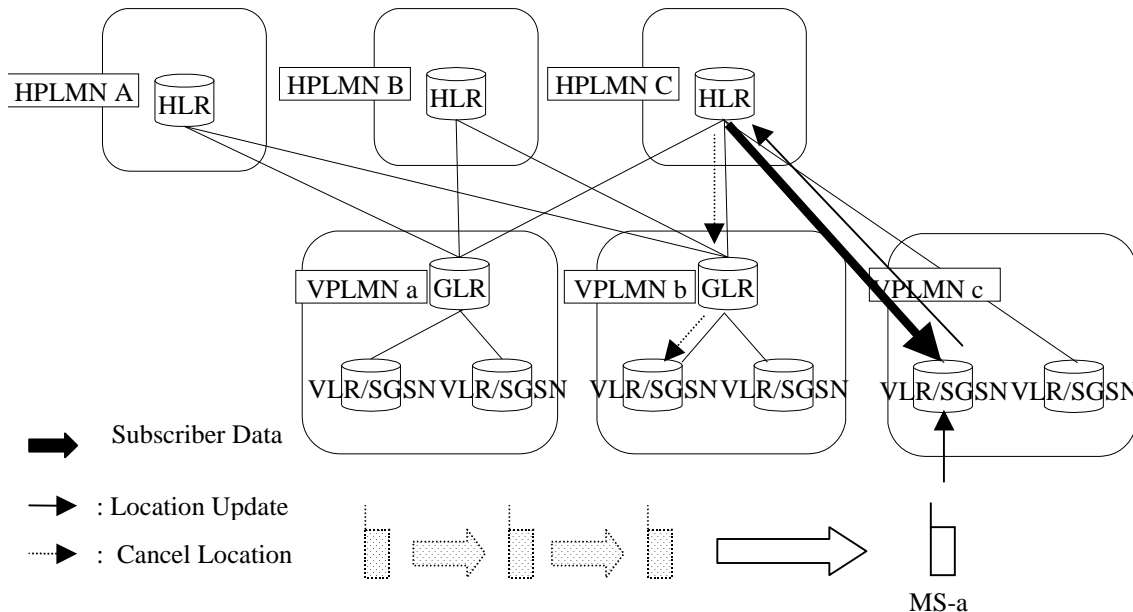 HPLMN A
HLR
HPLMN B
HLR
HPLMN C
HLR
VPLMN a
GLR
VPLMN b
GLR
VPLMN c
VLR/SGSN
VLR/SGSN
VLR/SGSN
VLR/SGSN
VLR/SGSN
VLR/SGSN
Subscriber Data
: Location Update
: Cancel Location
MS-a